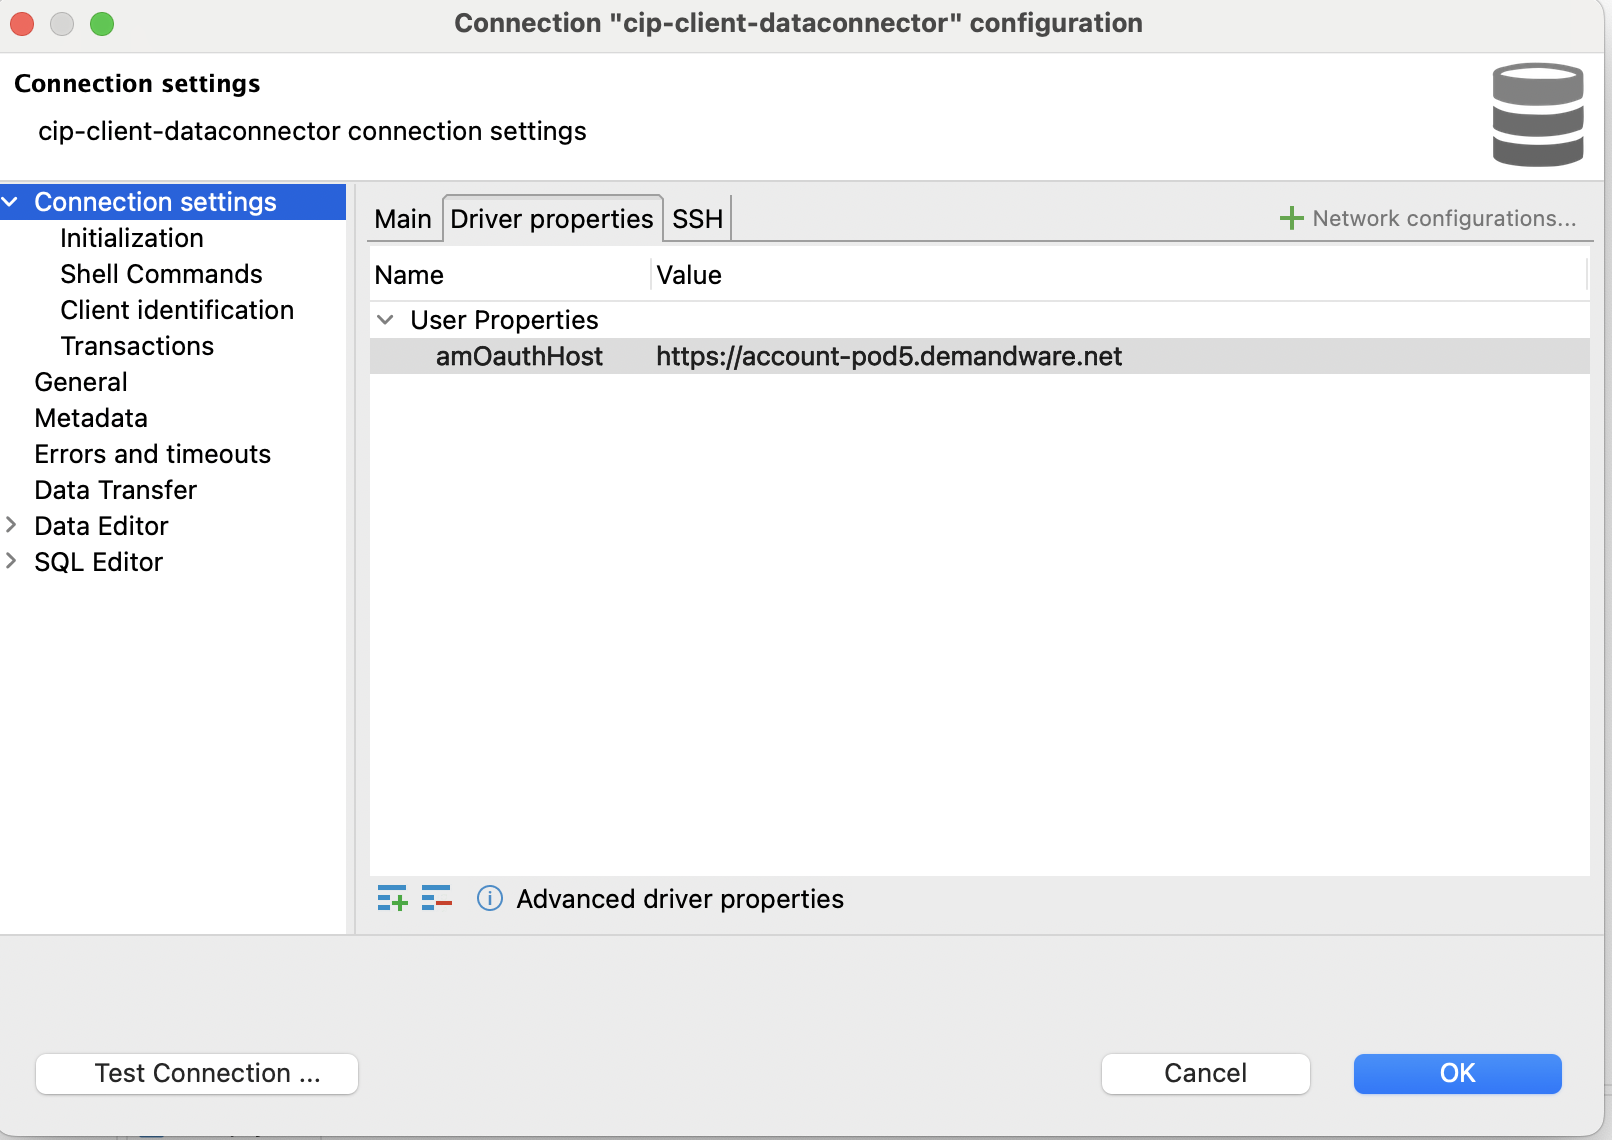 Connection "cip-client-dataconnector" configuration
Connection settings
cip-client-dataconnector connection settings
Connection settings
Initialization
Shell Commands
Client identification
Transactions
General
Metadata
Errors and timeouts
Data Transfer
Data Editor
SQL Editor
Main
Driver properties
SSH
Network configurations...
Name Value
User Properties
amOauthHost https://account-pod5.demandware.net
Advanced driver properties
Test Connection ...
Cancel
OK